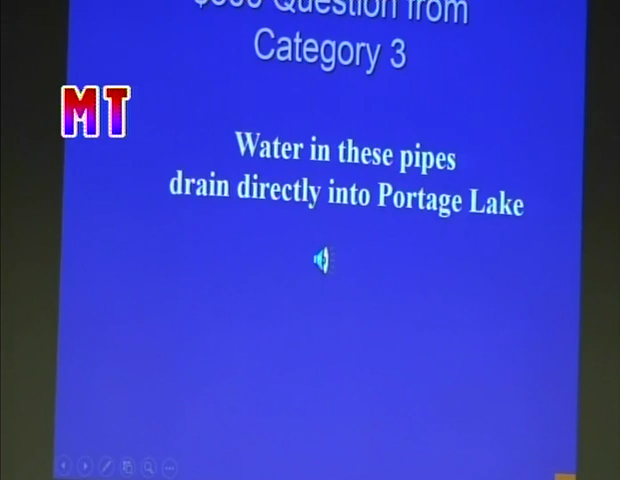 Question from
Category 3
MT
Water in these pipes
drain directly into Portage Lake